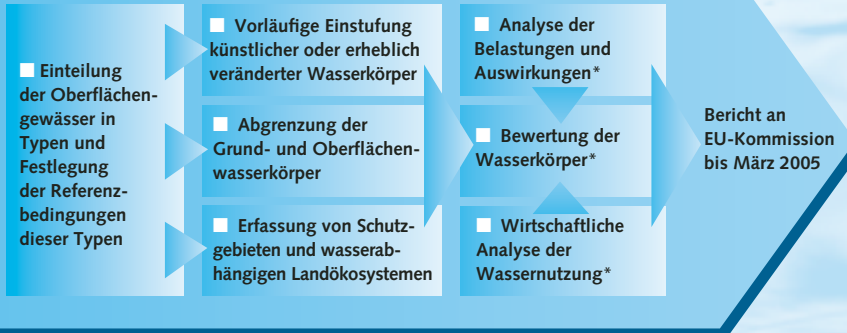 ■ Einteilung
der Oberflächen-
gewässer in
Typen und
Festlegung
der Referenz-
bedingungen
dieser Typen
■ Vorläufige Einstufung
künstlicher oder erheblich
veränderter Wasserkörper
■ Abgrenzung der
Grund- und Oberflächen-
wasserkörper
■ Erfassung von Schutz-
gebieten und wasserab-
hängigen Landökosystemen
■ Analyse der
Belastungen und
Auswirkungen*
■ Bewertung der
Wasserkörper*
■ Wirtschaftliche
Analyse der
Wassernutzung*
Bericht an
EU-Kommission
bis März 2005